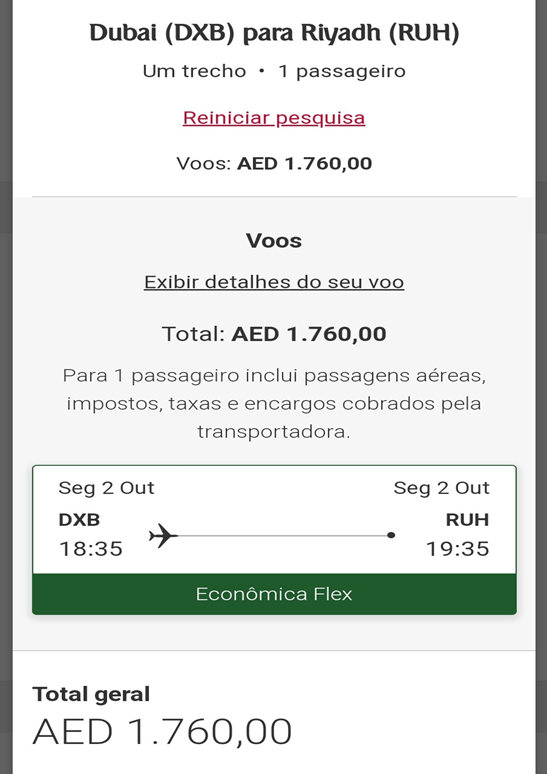 Dubai (DXB) para Riyadh (RUH)
Um trecho • 1 passageiro
Reiniciar pesquisa
Voos: AED 1.760,00
Voos
Exibir detalhes do seu voo
Total: AED 1.760,00
Para 1 passageiro inclui passagens aéreas,
impostos, taxas e encargos cobrados pela
transportadora.
Seg 2 Out Seg 2 Out
DXB RUH
18:35 19:35
Econômica Flex
Total geral
AED 1.760,00